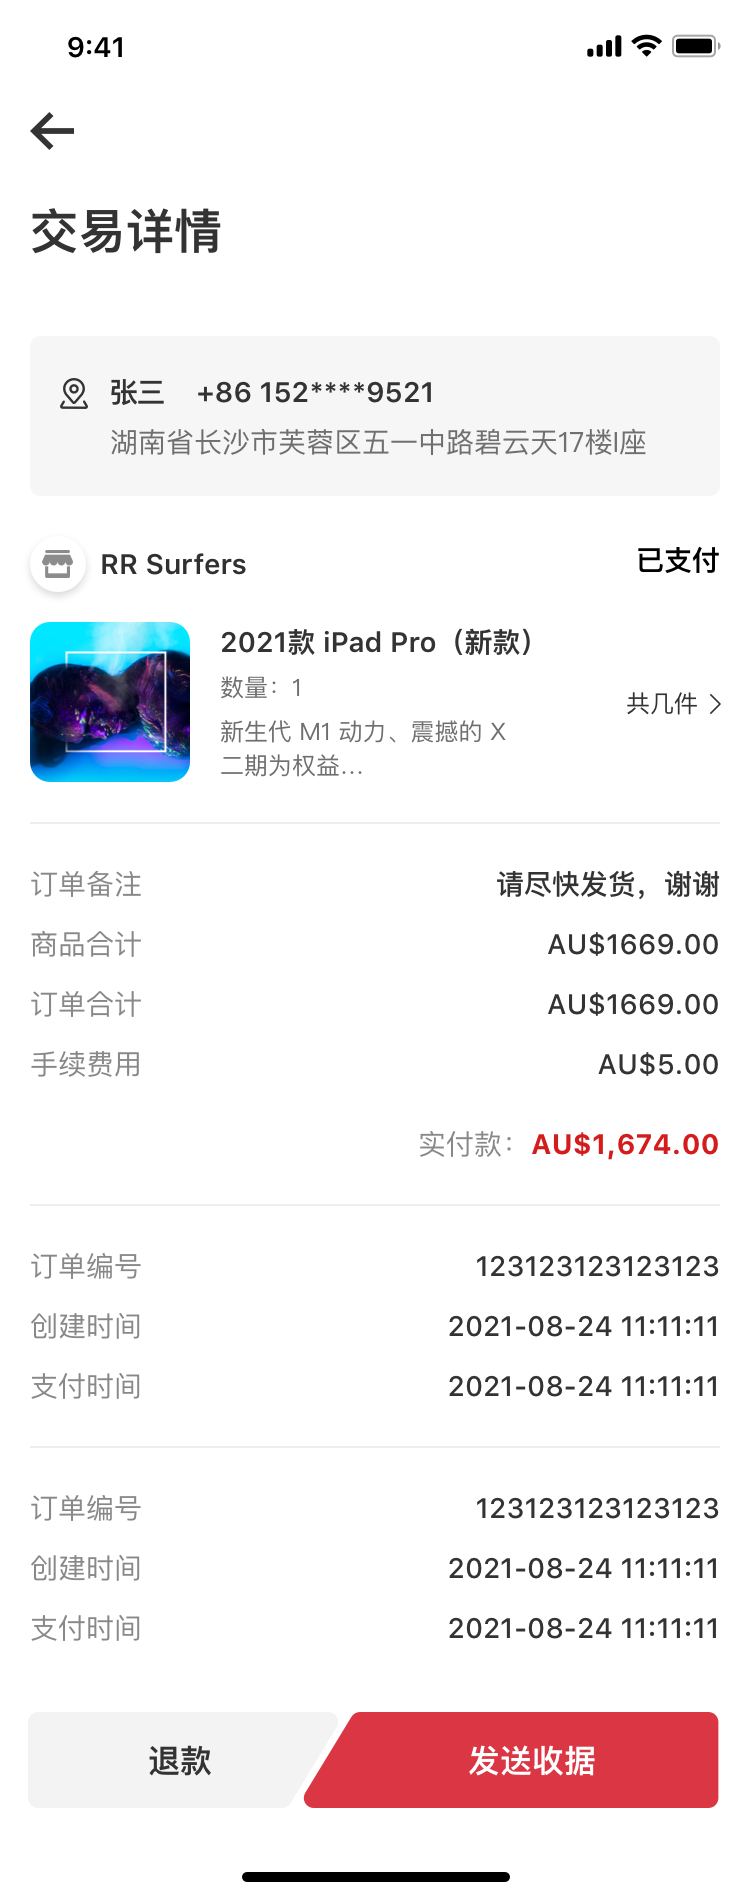 9:41
交易详情
张三 +86 152****9521
湖南省长沙市芙蓉区五一中路碧云天17楼I座
RR Surfers 已支付
2021款 iPad Pro（新款）
数量：1
共几件
新生代 M1 动力、震撼的 X
二期为权益...
订单备注 请尽快发货，谢谢
商品合计 AU$1669.00
订单合计 AU$1669.00
手续费用 AU$5.00
实付款： AU$1,674.00
订单编号 123123123123123
创建时间 2021-08-24 11:11:11
支付时间 2021-08-24 11:11:11
订单编号 123123123123123
创建时间 2021-08-24 11:11:11
支付时间 2021-08-24 11:11:11
退款 发送收据